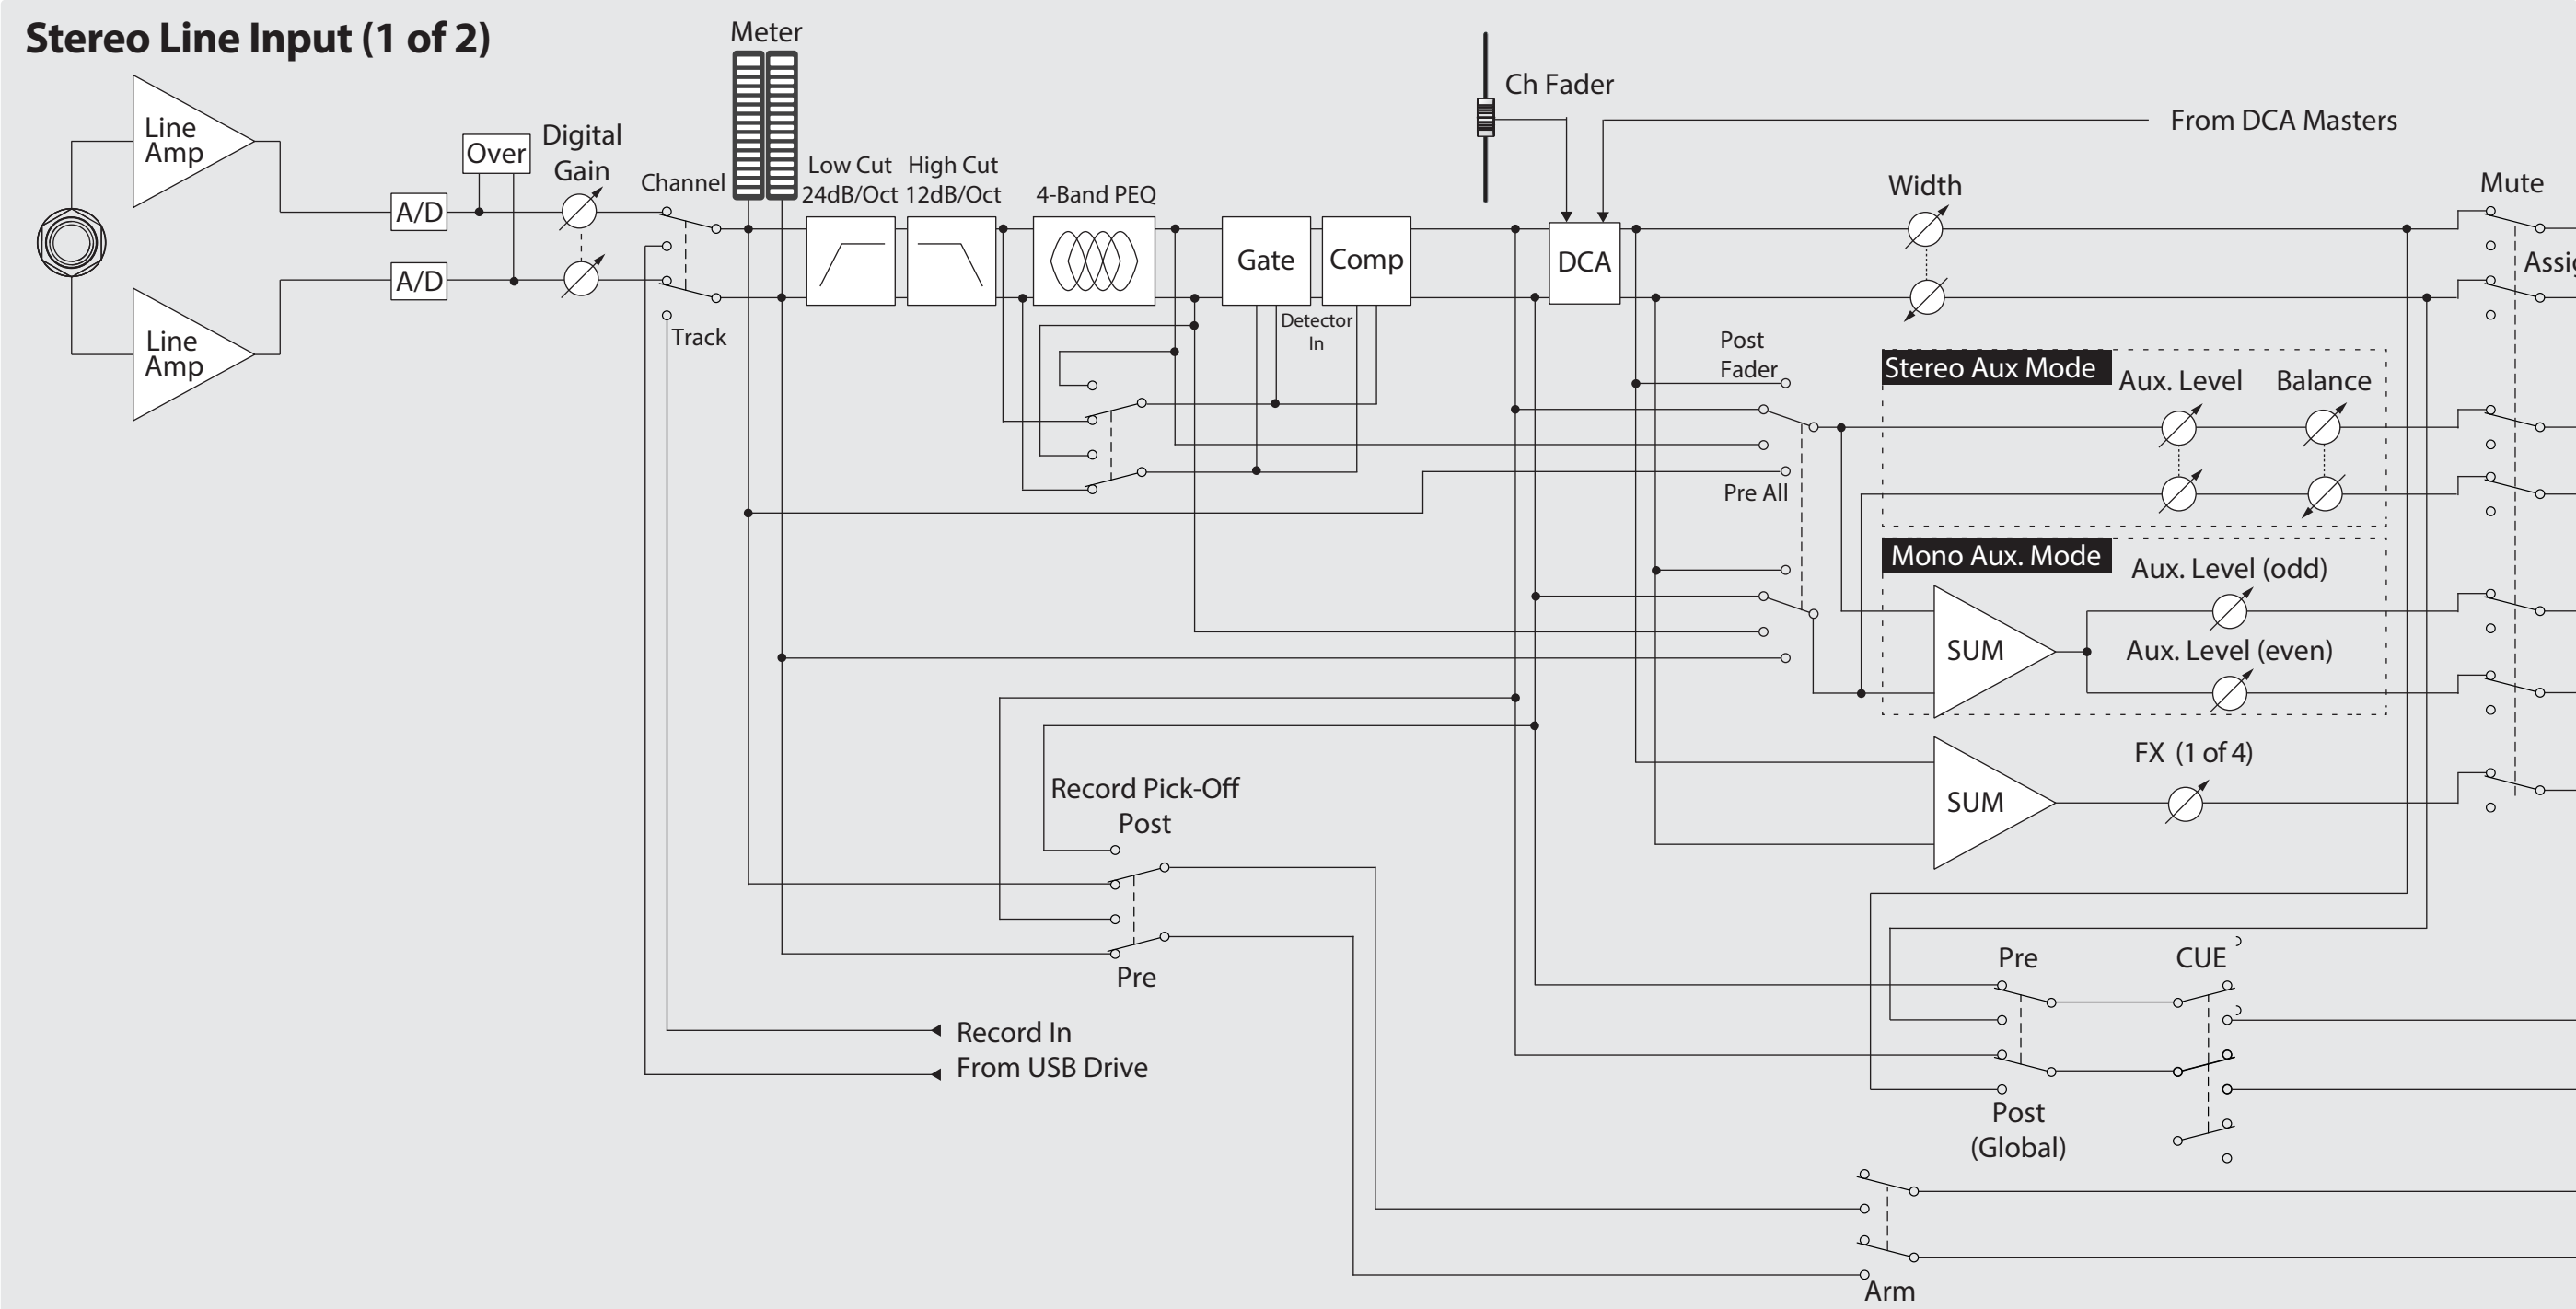 Stereo Line Input (1 of 2)
Meter
Ch Fader
From DCA Masters
Line
Amp
Over
Digital
Gain
Channel
Low Cut
24dB/Oct
High Cut
12dB/Oct
4-Band PEQ
Width
Mute
A/D
A/D
Gate
Comp
DCA
Assig
Line
Amp
Track
Detector
In
Post
Fader
Stereo Aux Mode
Aux. Level
Balance
Pre All
Mono Aux. Mode
Aux. Level (odd)
SUM
Aux. Level (even)
FX (1 of 4)
SUM
Record Pick-Off
Post
Pre
Pre
CUE
Record In
From USB Drive
Post
(Global)
Arm